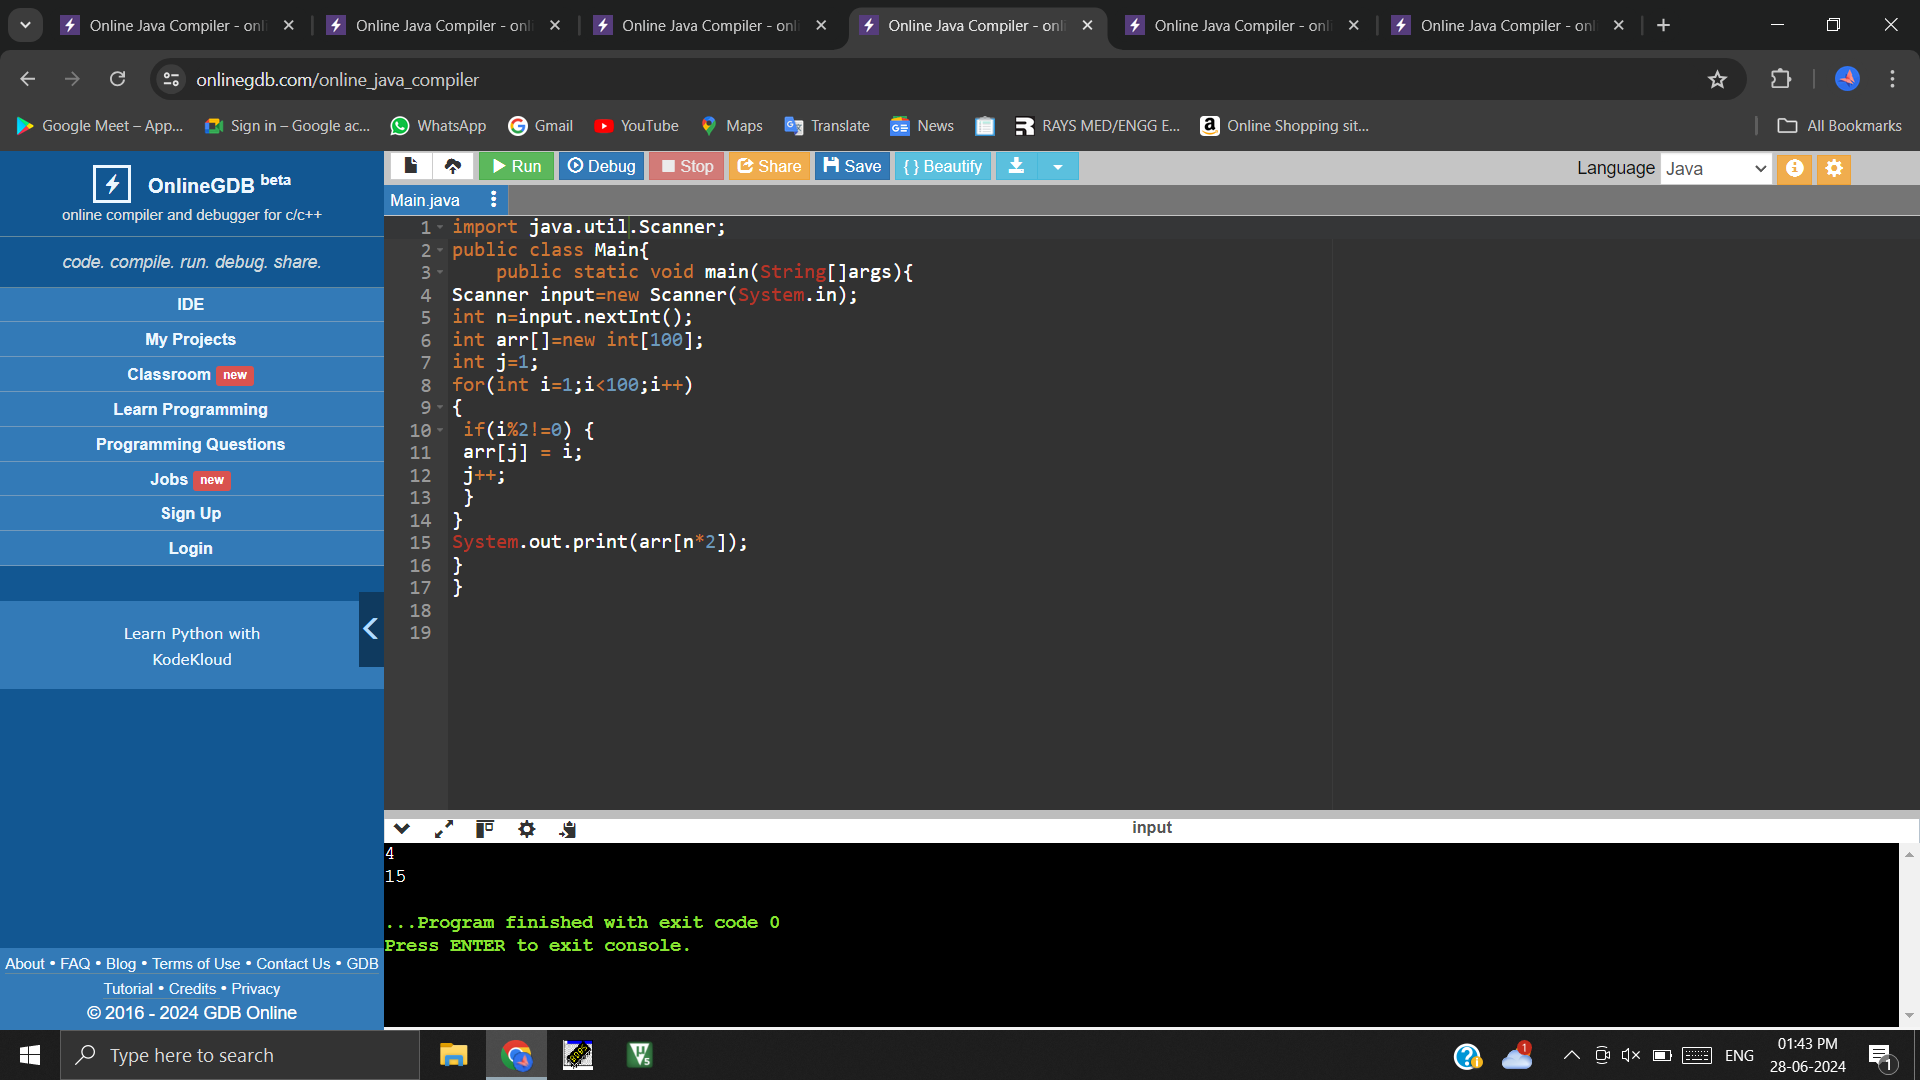 Online Java Compiler - onli
Online Java Compiler - onli
Online Java Compiler - onli
Online Java Compiler - onli
Online Java Compiler - onli
Online Java Compiler - onli
onlinegdb.com/online_java_compiler
Google Meet – App...
Sign in – Google ac...
WhatsApp
Gmail
YouTube
Maps
Translate
News
RAYS MED/ENGG E...
Online Shopping sit...
All Bookmarks
OnlineGDB beta
online compiler and debugger for c/c++
code. compile. run. debug. share.
IDE
My Projects
Classroom new
Learn Programming
Programming Questions
Jobs new
Sign Up
Login
Learn Python with
KodeKloud
About • FAQ • Blog • Terms of Use • Contact Us • GDB
Tutorial • Credits • Privacy
© 2016 - 2024 GDB Online
Run Debug Stop Share Save { } Beautify
Language Java
Main.java
1 import java.util.Scanner;
2 public class Main{
3     public static void main(String[]args){
4 Scanner input=new Scanner(System.in);
5 int n=input.nextInt();
6 int arr[]=new int[100];
7 int j=1;
8 for(int i=1;i<100;i++)
9 {
10  if(i%2!=0) {
11  arr[j] = i;
12  j++;
13  }
14 }
15 System.out.print(arr[n*2]);
16 }
17 }
18
19
input
4
15
...Program finished with exit code 0
Press ENTER to exit console.
Type here to search
1
ENG
01:43 PM
28-06-2024
1